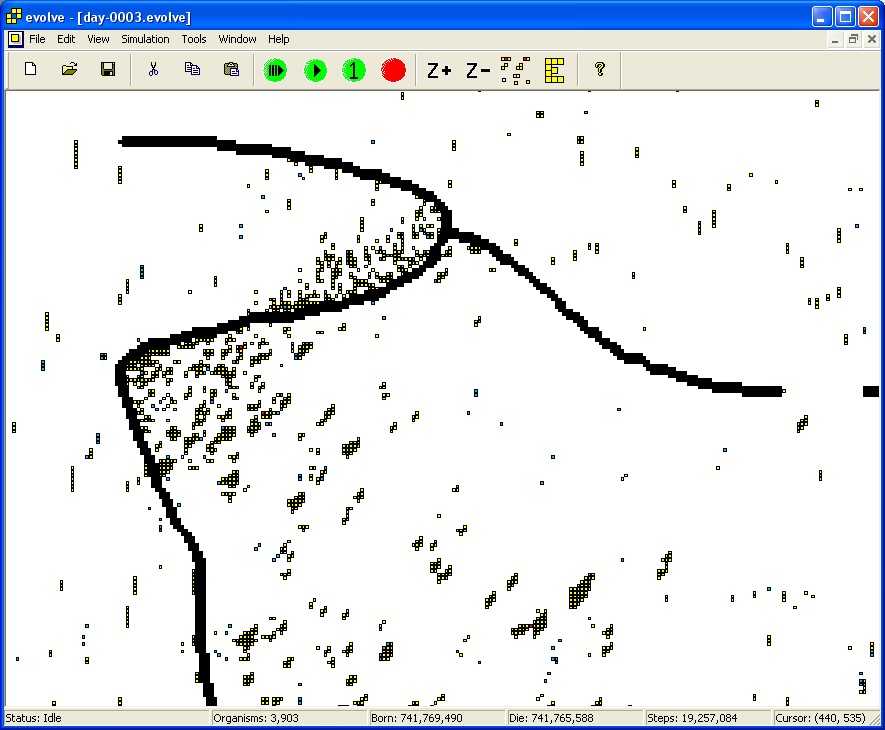 evolve - [day-0003.evolve]
File Edit View Simulation Tools Window Help
1 Z+ Z- ?
Status: Idle Organisms: 3,903 Born: 741,769,490 Die: 741,765,588 Steps: 19,257,084 Cursor: (440, 535)